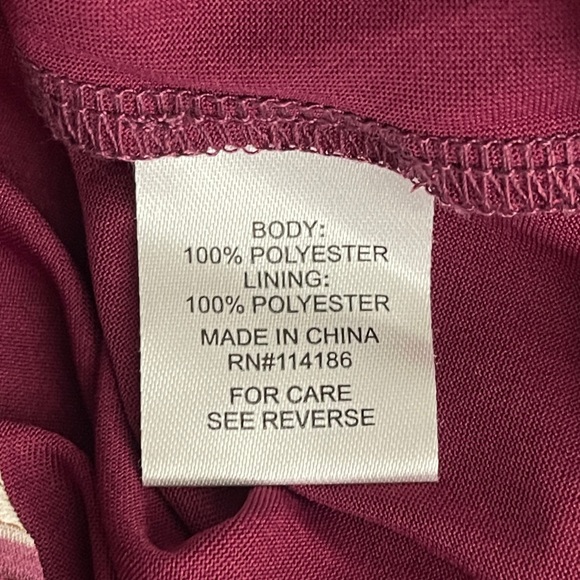 BODY:
100% POLYESTER
LINING:
100% POLYESTER
MADE IN CHINA
RN#114186
FOR CARE
SEE REVERSE